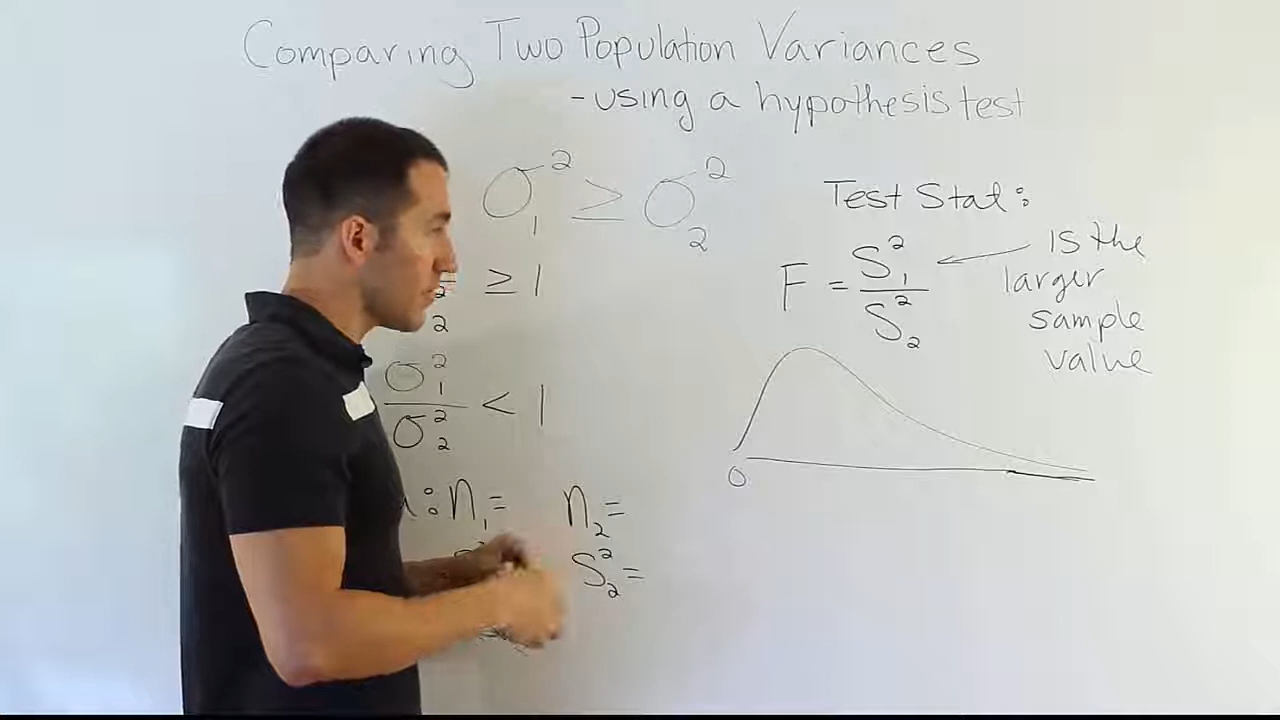 Comparing Two Population Variances
- using a hypothesis test
σ₁² ≥ σ₂²
≥ 1
σ₁²/σ₂² < 1
: n₁ =
n₂ =
S₂² =
Test Stat:
F = S₁²/S₂² ← is the
larger
sample
value
0